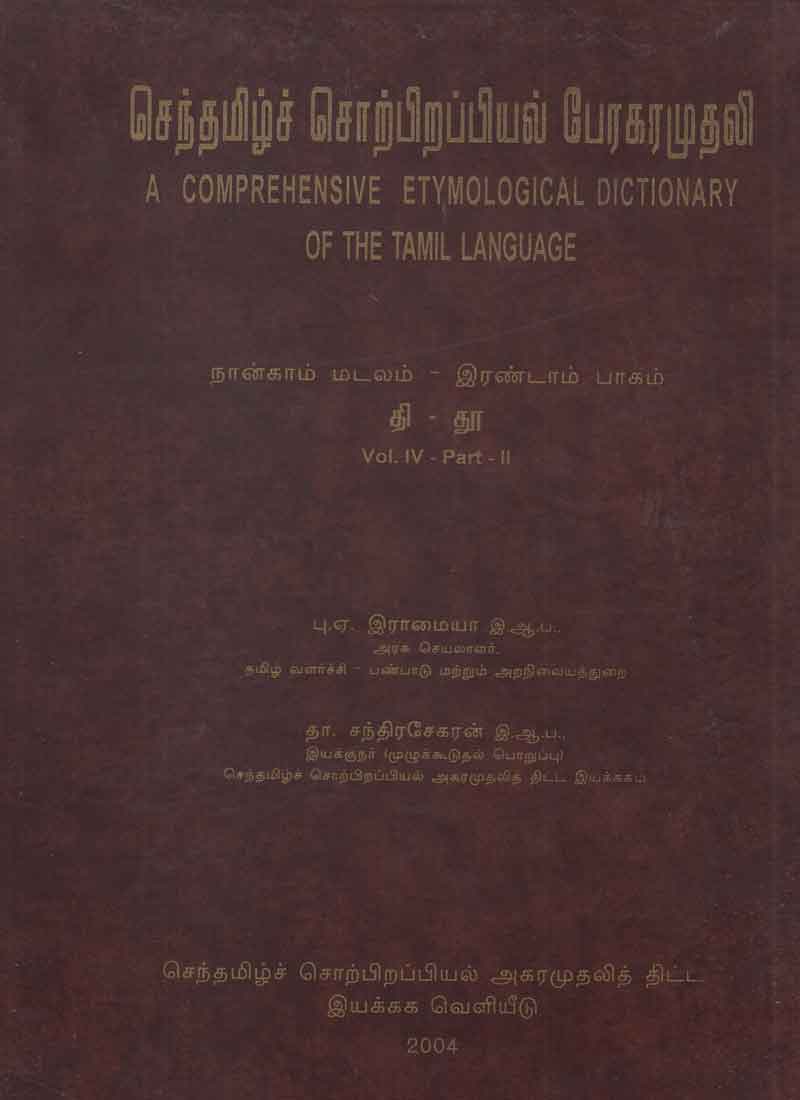 செந்தமிழ்ச் சொற்பிறப்பியல் பேரகரமுதலி
A COMPREHENSIVE ETYMOLOGICAL DICTIONARY
OF THE TAMIL LANGUAGE
நான்காம் மடலம் - இரண்டாம் பாகம்
தி - தூ
Vol. IV - Part - II
பு.ஏ. இராமையா இ.ஆ.ப.,
அரசு செயலாளர்,
தமிழ் வளர்ச்சி - பண்பாடு மற்றும் அறநிலையத்துறை
தா. சந்திரசேகரன் இ.ஆ.ப.,
இயக்குநர் (முழுக்கூடுதல் பொறுப்பு)
செந்தமிழ்ச் சொற்பிறப்பியல் அகரமுதலித் திட்ட இயக்ககம்
செந்தமிழ்ச் சொற்பிறப்பியல் அகரமுதலித் திட்ட
இயக்கக வெளியீடு
2004